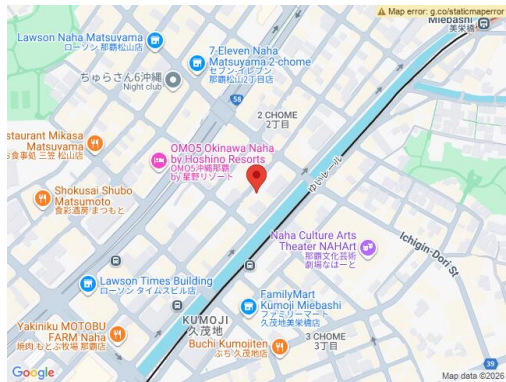 Map error: g.co/staticmaperror
Miebashi
美栄橋
Lawson Naha Matsuyama
ローソン 那覇松山店
7-Eleven Naha
Matsuyama 2-chome
セブン-イレブン
那覇松山2丁目店
ちゅらさん6沖縄
Night club
58
2 CHOME
2丁目
staurant Mikasa
Matsuyama
お食事処 三笠 松山店
OMO5 Okinawa Naha
by Hoshino Resorts
OMO5沖縄那覇
by 星野リゾート
ゆいレール
Shokusai Shubo
Matsumoto
食彩酒房 まつもと
Naha Culture Arts
Theater NAHArt
那覇文化芸術
劇場なはーと
Ichigin-Dori St
Lawson Times Building
ローソン タイムスビル店
FamilyMart
Kumoji Miebashi
ファミリーマート
久茂地美栄橋店
KUMOJI
久茂地
Yakiniku MOTOBU
FARM Naha
焼肉 もとぶ牧場 那覇店
Buchi Kumojiten
ぶち 久茂地店
3 CHOME
3丁目
39
Google
Map data ©2026